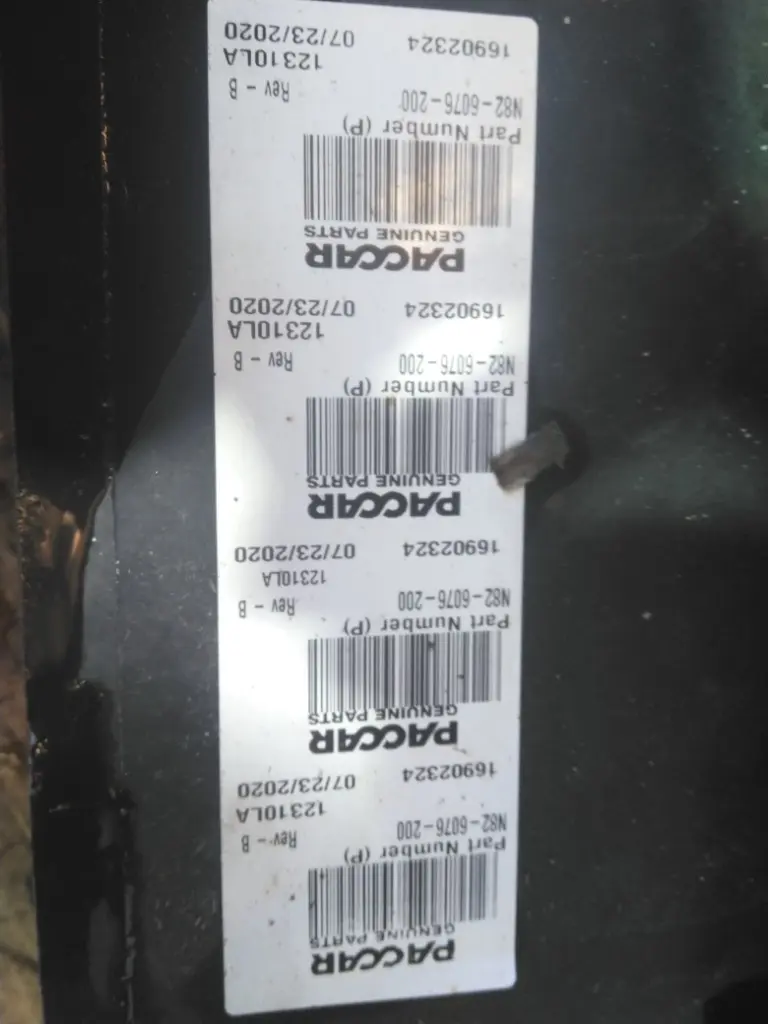 PACCAR
GENUINE PARTS
Part Number (P)
N82-6076-200 Rev - B
12310LA
16902324 07/23/2020
PACCAR
GENUINE PARTS
Part Number (P)
N82-6076-200 Rev - B
12310LA
16902324 07/23/2020
PACCAR
GENUINE PARTS
Part Number (P)
N82-6076-200 Rev - B
12310LA
16902324 07/23/2020
PACCAR
GENUINE PARTS
Part Number (P)
N82-6076-200 Rev - B
12310LA
16902324 07/23/2020